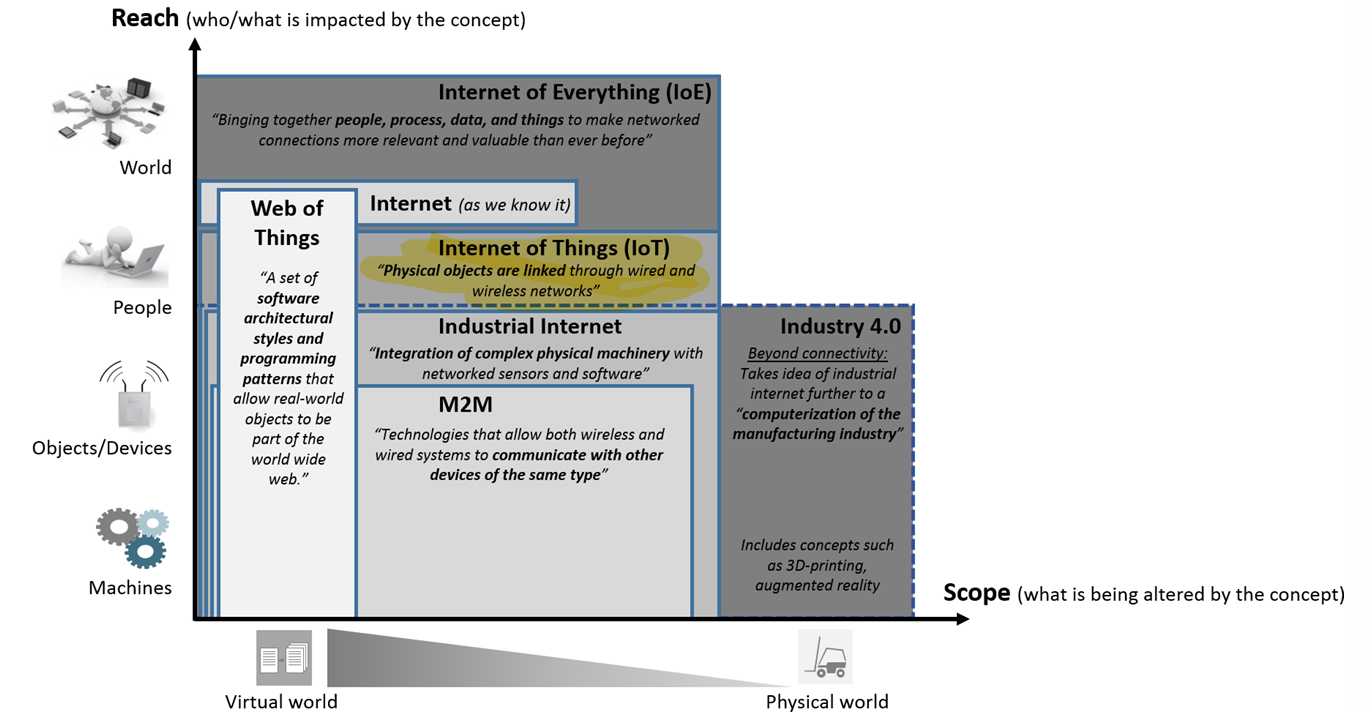 Reach (who/what is impacted by the concept)
World
People
Objects/Devices
Machines
Internet of Everything (IoE)
“Binging together people, process, data, and things to make networked
connections more relevant and valuable than ever before”
Internet (as we know it)
Web of
Things
“A set of
software
architectural
styles and
programming
patterns that
allow real-world
objects to be
part of the
world wide
web.”
Internet of Things (IoT)
“Physical objects are linked through wired and
wireless networks”
Industrial Internet
“Integration of complex physical machinery with
networked sensors and software”
M2M
“Technologies that allow both wireless and
wired systems to communicate with other
devices of the same type”
Industry 4.0
Beyond connectivity:
Takes idea of industrial
internet further to a
“computerization of the
manufacturing industry”
Includes concepts such
as 3D-printing,
augmented reality
Scope (what is being altered by the concept)
Virtual world
Physical world